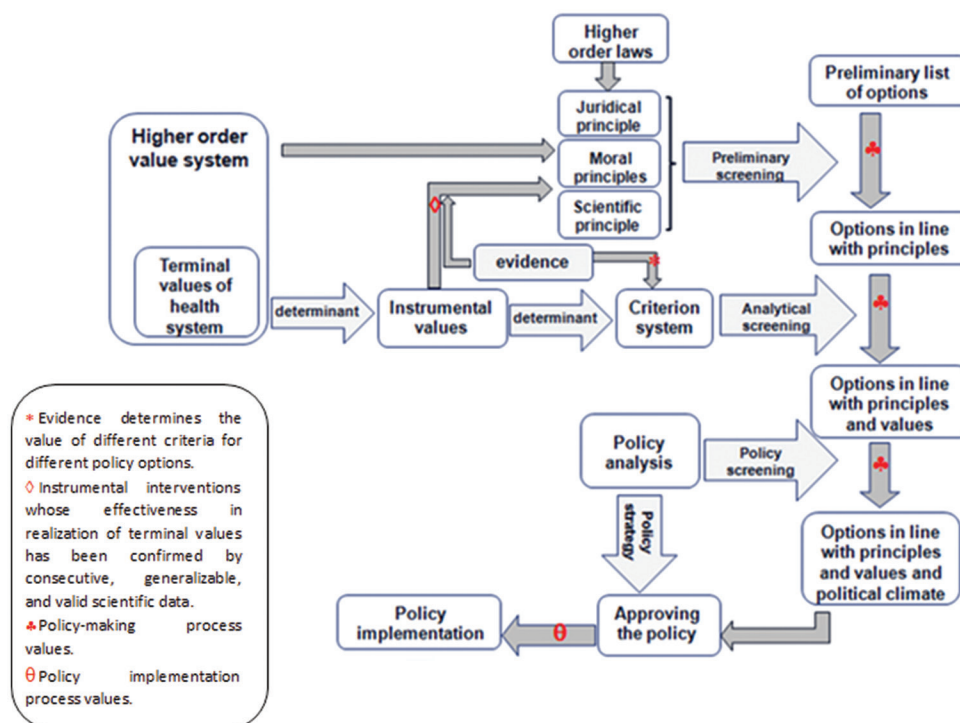 Higher order
laws
Preliminary list
of options
Juridical
principle
Higher order
value system
Moral
principles
Preliminary
screening
♣
Scientific
principle
◊
Options in line
with principles
evidence
*
Terminal
values of
health
system
determinant
Instrumental
values
determinant
Criterion
system
Analytical
screening
♣
Options in line
with principles
and values
* Evidence determines the
value of different criteria for
different policy options.
◊ Instrumental interventions
whose effectiveness in
realization of terminal values
has been confirmed by
consecutive, generalizable,
and valid scientific data.
♣ Policy-making process
values.
θ Policy implementation
process values.
Policy
analysis
Policy
screening
♣
Policy
strategy
Options in line
with principles
and values and
political climate
Policy
implementation
θ
Approving
the policy